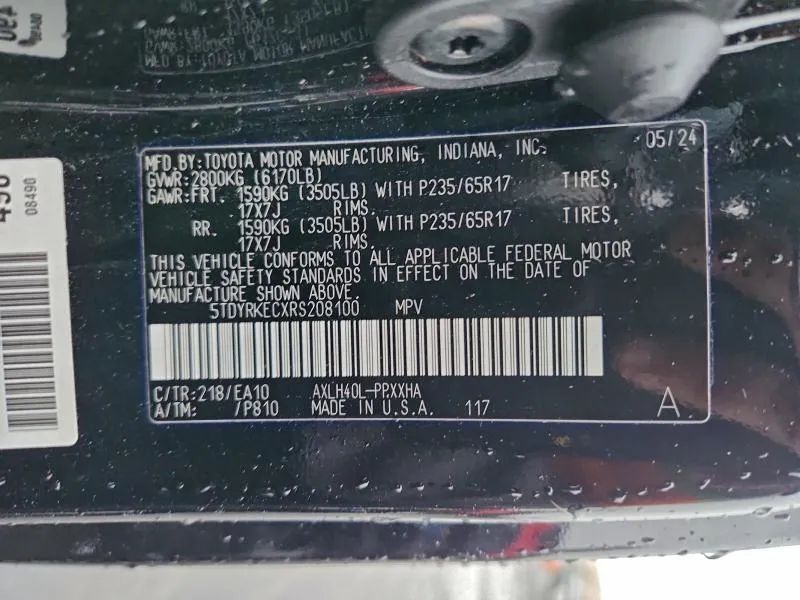 05/24
MFD.BY:TOYOTA MOTOR MANUFACTURING, INDIANA, INC.
GVWR:2800KG (6170LB)
GAWR:FRT. 1590KG (3505LB) WITH P235/65R17 TIRES,
17X7J RIMS.
RR. 1590KG (3505LB) WITH P235/65R17 TIRES,
17X7J RIMS.
THIS VEHICLE CONFORMS TO ALL APPLICABLE FEDERAL MOTOR
VEHICLE SAFETY STANDARDS IN EFFECT ON THE DATE OF
MANUFACTURE SHOWN ABOVE.
5TDYRKECXRS208100 MPV
C/TR:218/EA10 AXLH40L-PPXXHA
A/TM: /P810 MADE IN U.S.A. 117
A
08490